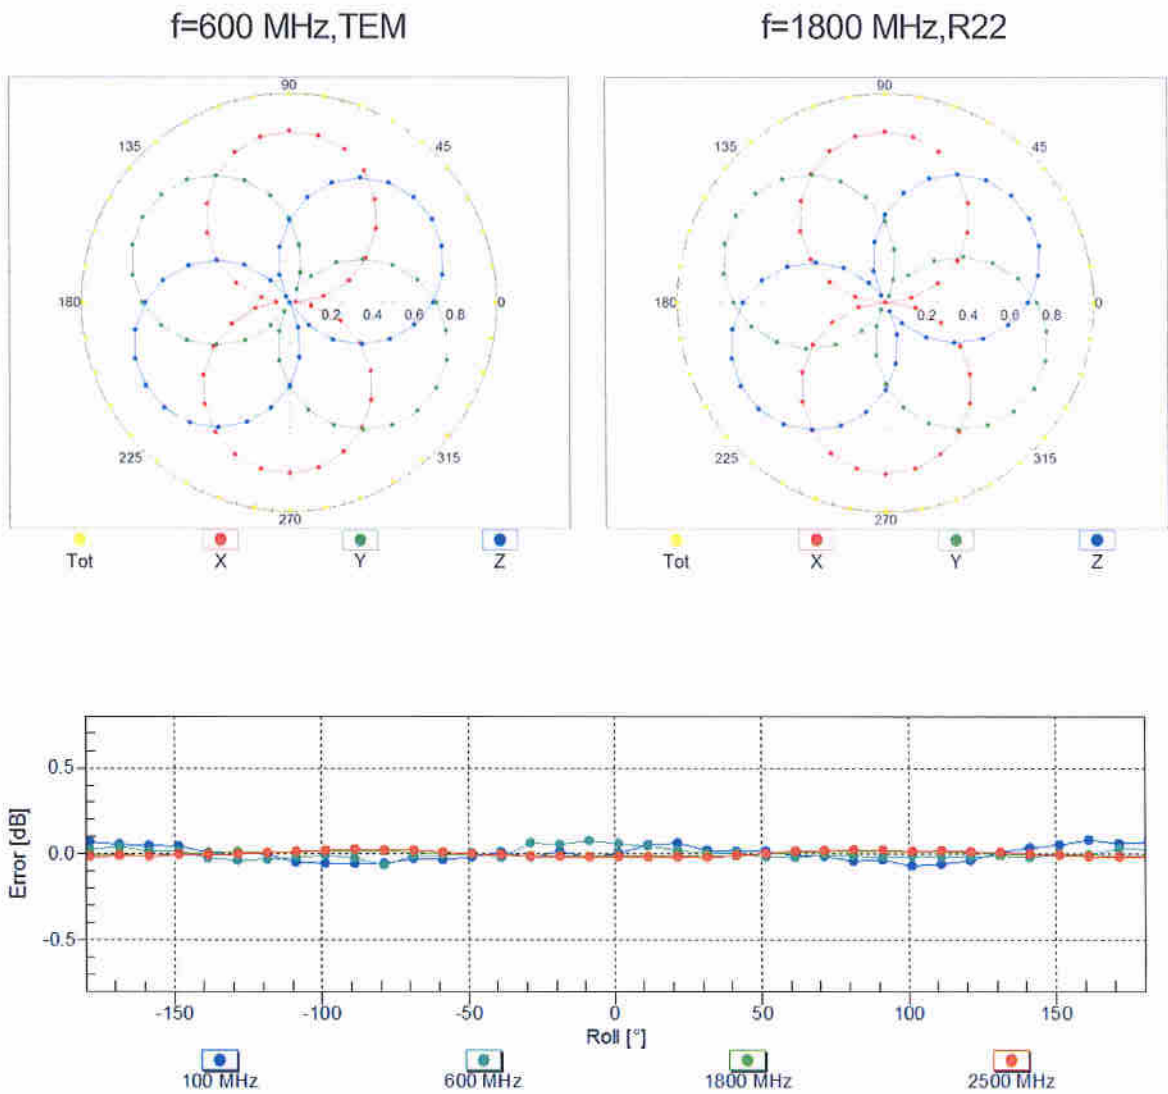 f=600 MHz,TEM
f=1800 MHz,R22
90
135 45
180 0.2 0.4 0.6 0.8 0
225 315
270
Tot X Y Z
90
135 45
180 0.2 0.4 0.6 0.8 0
225 315
270
Tot X Y Z
0.5
0.0
-0.5
Error [dB]
-150 -100 -50 0 50 100 150
Roll [°]
100 MHz 600 MHz 1800 MHz 2500 MHz